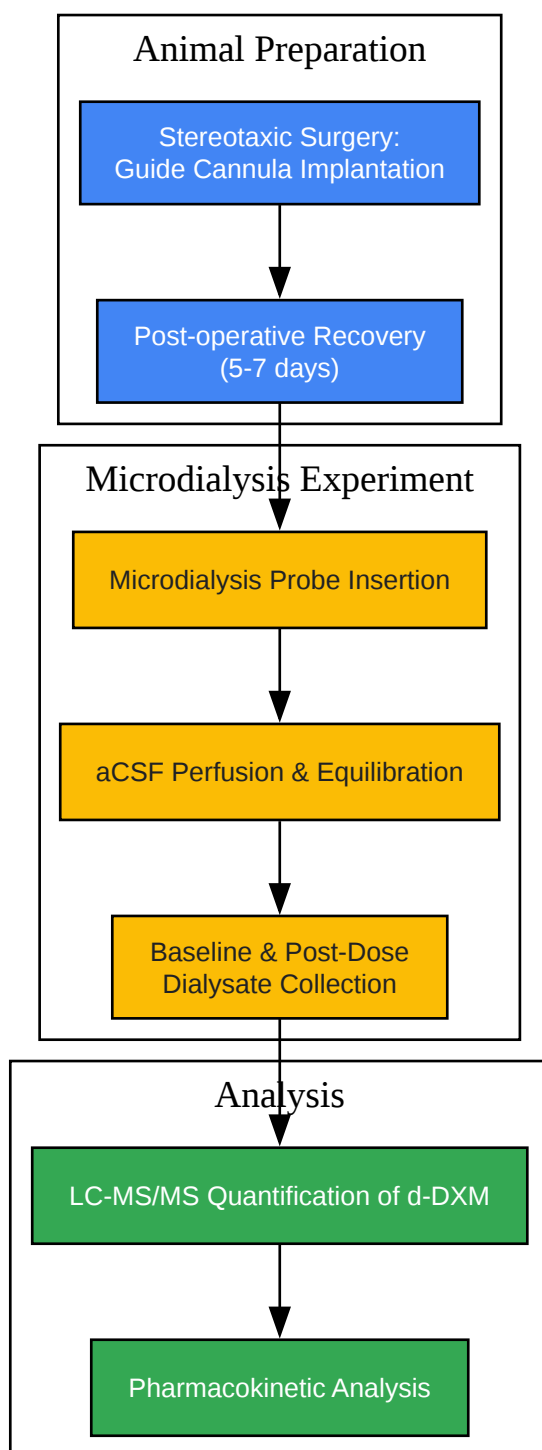 Animal Preparation
Stereotaxic Surgery:
Guide Cannula Implantation
Post-operative Recovery
(5-7 days)
Microdialysis Experiment
Microdialysis Probe Insertion
aCSF Perfusion & Equilibration
Baseline & Post-Dose
Dialysate Collection
Analysis
LC-MS/MS Quantification of d-DXM
Pharmacokinetic Analysis